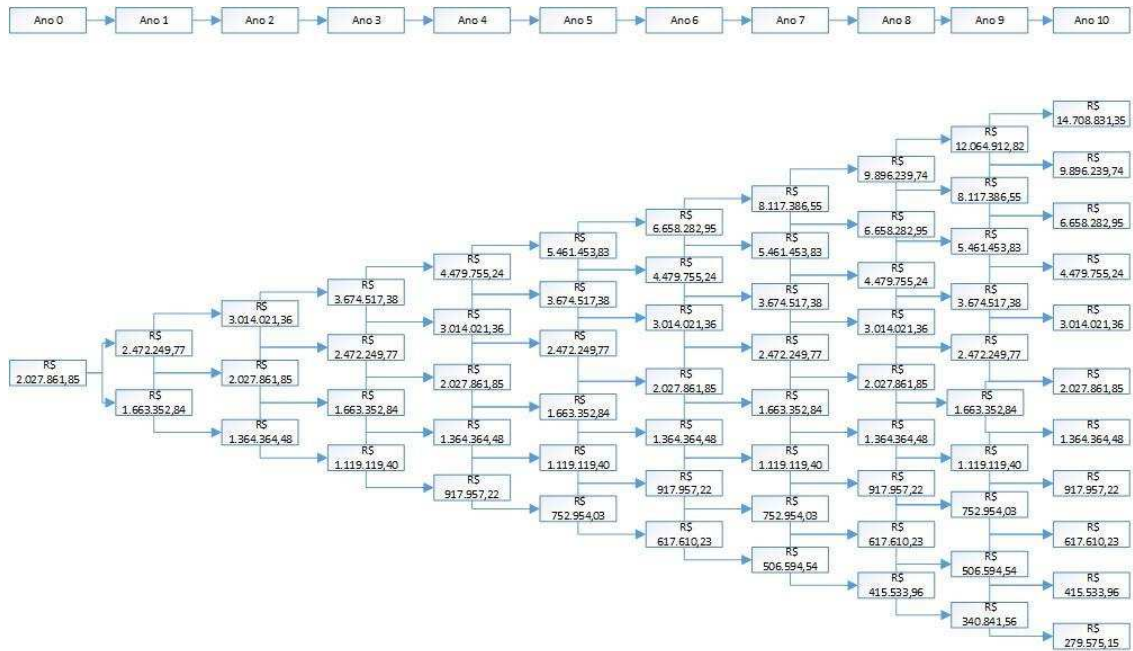 Ano 0
Ano 1
Ano 2
Ano 3
Ano 4
Ano 5
Ano 6
Ano 7
Ano 8
Ano 9
Ano 10
R$
2.027.861,85
R$
2.472.249,77
R$
1.663.352,84
R$
3.014.021,36
R$
2.027.861,85
R$
1.364.364,48
R$
3.674.517,38
R$
2.472.249,77
R$
1.663.352,84
R$
1.119.119,40
R$
4.479.755,24
R$
3.014.021,36
R$
2.027.861,85
R$
1.364.364,48
R$
917.957,22
R$
5.461.453,83
R$
3.674.517,38
R$
2.472.249,77
R$
1.663.352,84
R$
1.119.119,40
R$
752.954,03
R$
6.658.282,95
R$
4.479.755,24
R$
3.014.021,36
R$
2.027.861,85
R$
1.364.364,48
R$
917.957,22
R$
617.610,23
R$
8.117.386,55
R$
5.461.453,83
R$
3.674.517,38
R$
2.472.249,77
R$
1.663.352,84
R$
1.119.119,40
R$
752.954,03
R$
506.594,54
R$
9.896.239,74
R$
6.658.282,95
R$
4.479.755,24
R$
3.014.021,36
R$
2.027.861,85
R$
1.364.364,48
R$
917.957,22
R$
617.610,23
R$
415.533,96
R$
12.064.912,82
R$
8.117.386,55
R$
5.461.453,83
R$
3.674.517,38
R$
2.472.249,77
R$
1.663.352,84
R$
1.119.119,40
R$
752.954,03
R$
506.594,54
R$
340.841,56
R$
14.708.831,35
R$
9.896.239,74
R$
6.658.282,95
R$
4.479.755,24
R$
3.014.021,36
R$
2.027.861,85
R$
1.364.364,48
R$
917.957,22
R$
617.610,23
R$
415.533,96
R$
279.575,15